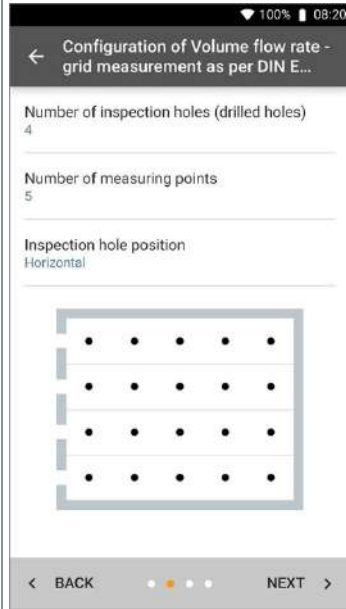 100% 08:20
Configuration of Volume flow rate -
grid measurement as per DIN E...
Number of inspection holes (drilled holes)
4
Number of measuring points
5
Inspection hole position
Horizontal
BACK NEXT